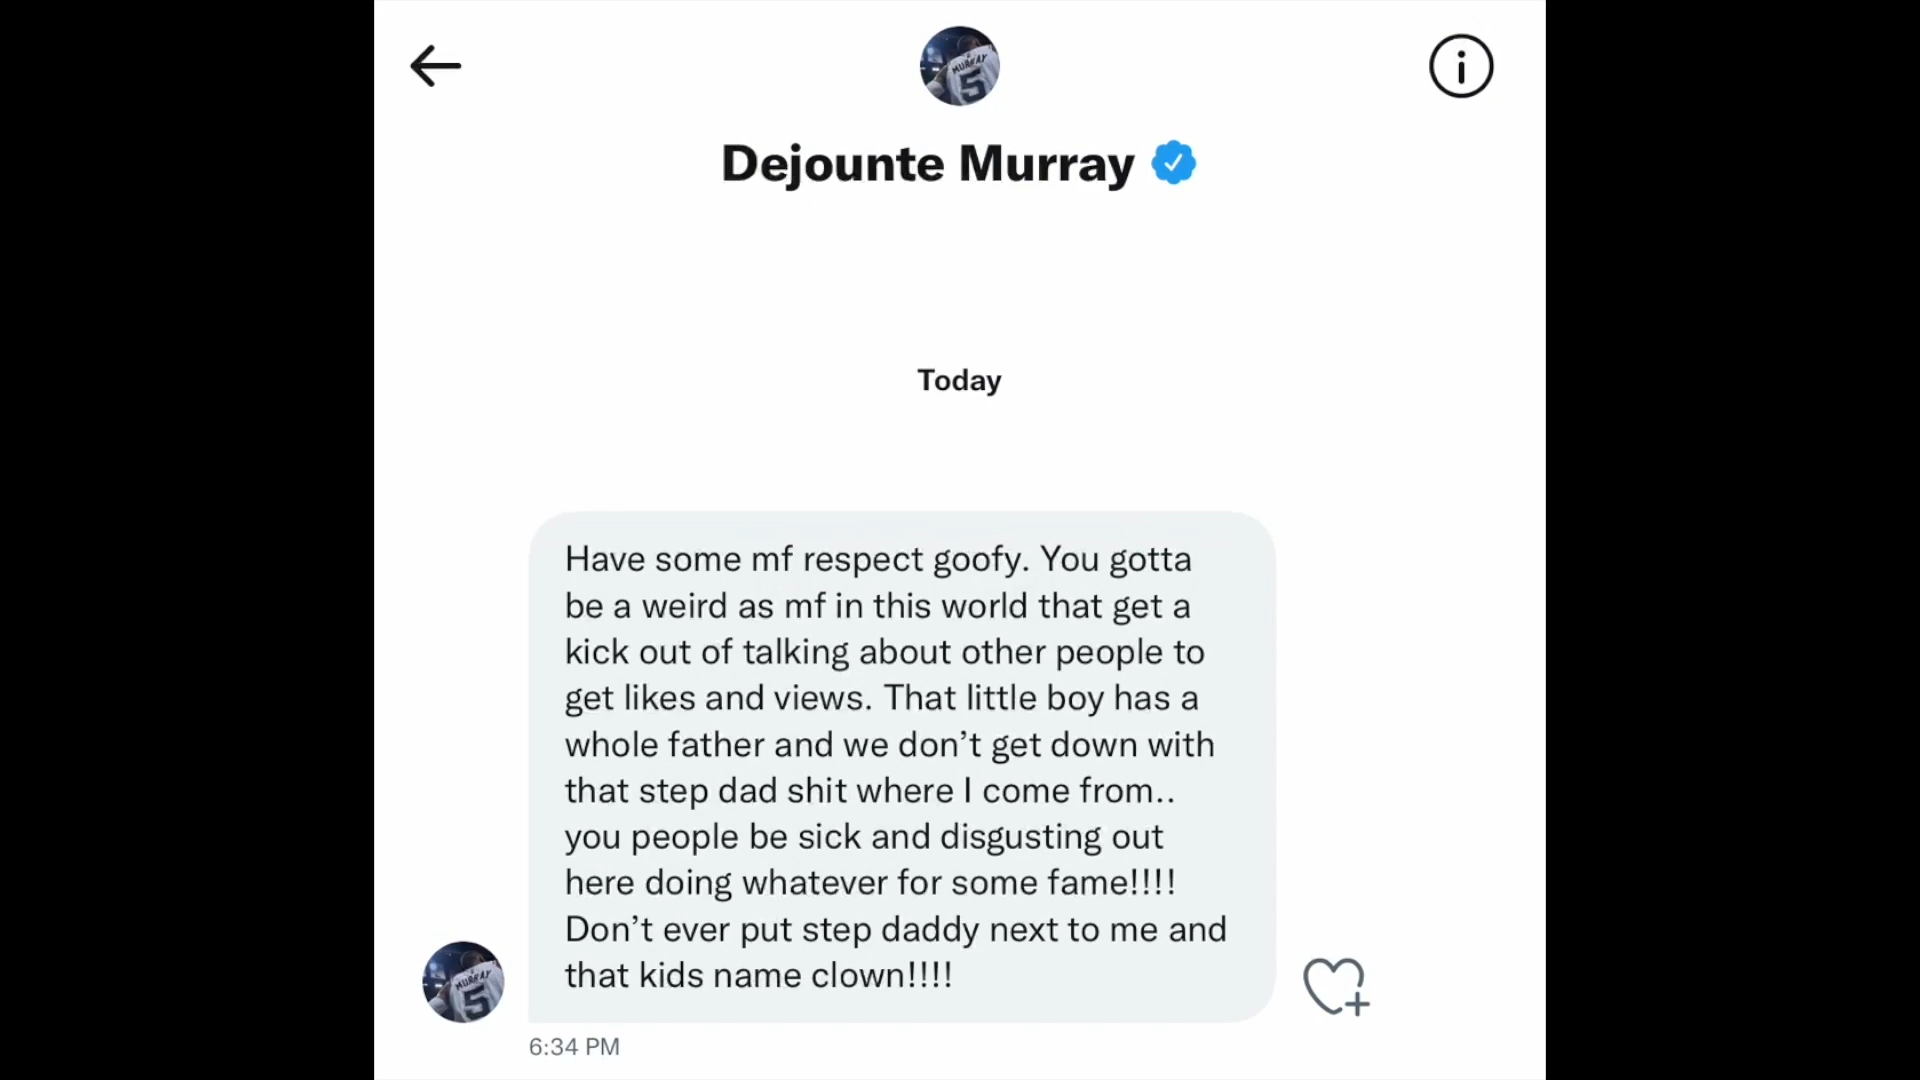 MURRAY
5
Dejounte Murray
Today
Have some mf respect goofy. You gotta
be a weird as mf in this world that get a
kick out of talking about other people to
get likes and views. That little boy has a
whole father and we don’t get down with
that step dad shit where I come from..
you people be sick and disgusting out
here doing whatever for some fame!!!!
Don’t ever put step daddy next to me and
that kids name clown!!!!
MURRAY
5
6:34 PM